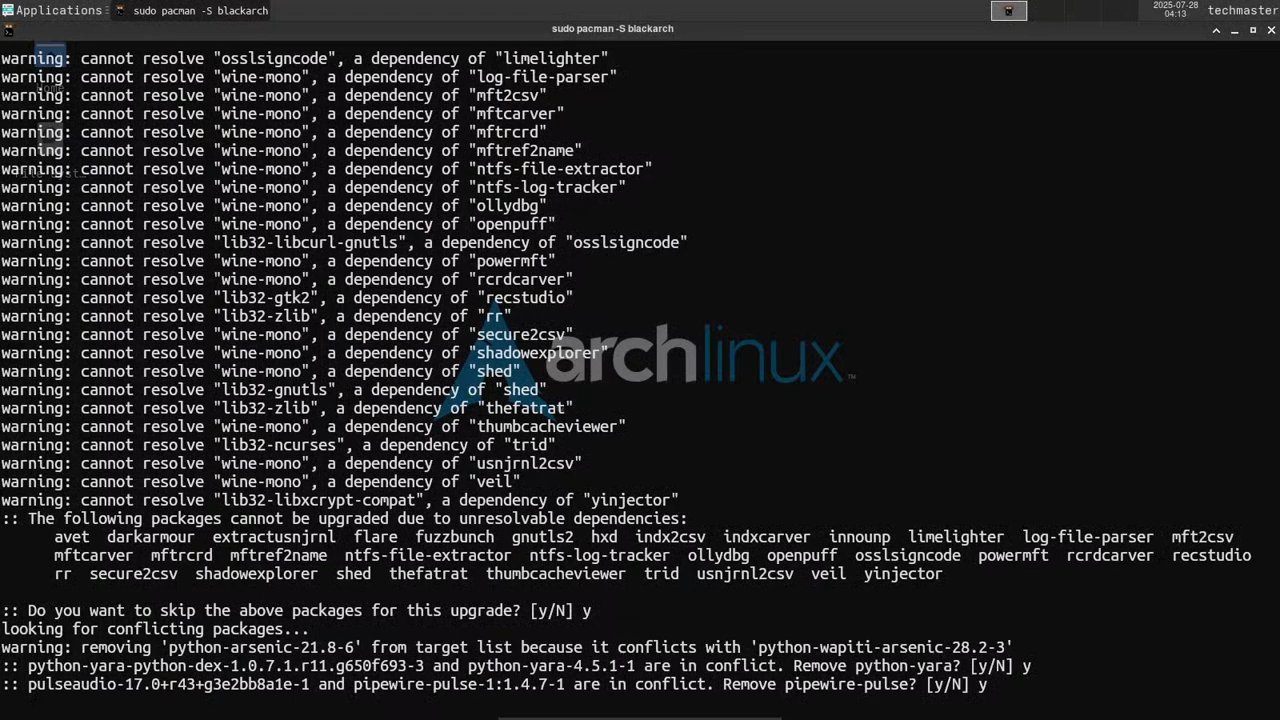 Applications
sudo pacman -S blackarch
2025-07-28
04:13
techmaster
sudo pacman -S blackarch
warning: cannot resolve "osslsigncode", a dependency of "limelighter"
warning: cannot resolve "wine-mono", a dependency of "log-file-parser"
warning: cannot resolve "wine-mono", a dependency of "mft2csv"
warning: cannot resolve "wine-mono", a dependency of "mftcarver"
warning: cannot resolve "wine-mono", a dependency of "mftrcrd"
warning: cannot resolve "wine-mono", a dependency of "mftref2name"
warning: cannot resolve "wine-mono", a dependency of "ntfs-file-extractor"
warning: cannot resolve "wine-mono", a dependency of "ntfs-log-tracker"
warning: cannot resolve "wine-mono", a dependency of "ollydbg"
warning: cannot resolve "wine-mono", a dependency of "openpuff"
warning: cannot resolve "lib32-libcurl-gnutls", a dependency of "osslsigncode"
warning: cannot resolve "wine-mono", a dependency of "powermft"
warning: cannot resolve "wine-mono", a dependency of "rcrdcarver"
warning: cannot resolve "lib32-gtk2", a dependency of "recstudio"
warning: cannot resolve "lib32-zlib", a dependency of "rr"
warning: cannot resolve "wine-mono", a dependency of "secure2csv"
warning: cannot resolve "wine-mono", a dependency of "shadowexplorer"
warning: cannot resolve "wine-mono", a dependency of "shed"
warning: cannot resolve "lib32-gnutls", a dependency of "shed"
warning: cannot resolve "lib32-zlib", a dependency of "thefatrat"
warning: cannot resolve "wine-mono", a dependency of "thumbcacheviewer"
warning: cannot resolve "lib32-ncurses", a dependency of "trid"
warning: cannot resolve "wine-mono", a dependency of "usnjrnl2csv"
warning: cannot resolve "wine-mono", a dependency of "veil"
warning: cannot resolve "lib32-libxcrypt-compat", a dependency of "yinjector"
:: The following packages cannot be upgraded due to unresolvable dependencies:
avet darkarmour extractusnjrnl flare fuzzbunch gnutls2 hxd indx2csv indxcarver innounp limelighter log-file-parser mft2csv
mftcarver mftrcrd mftref2name ntfs-file-extractor ntfs-log-tracker ollydbg openpuff osslsigncode powermft rcrdcarver recstudio
rr secure2csv shadowexplorer shed thefatrat thumbcacheviewer trid usnjrnl2csv veil yinjector
:: Do you want to skip the above packages for this upgrade? [y/N] y
looking for conflicting packages...
warning: removing 'python-arsenic-21.8-6' from target list because it conflicts with 'python-wapiti-arsenic-28.2-3'
:: python-yara-python-dex-1.0.7.1.r11.g650f693-3 and python-yara-4.5.1-1 are in conflict. Remove python-yara? [y/N] y
:: pulseaudio-17.0+r43+g3e2bb8a1e-1 and pipewire-pulse-1:1.4.7-1 are in conflict. Remove pipewire-pulse? [y/N] y
Home
archlinux
TM